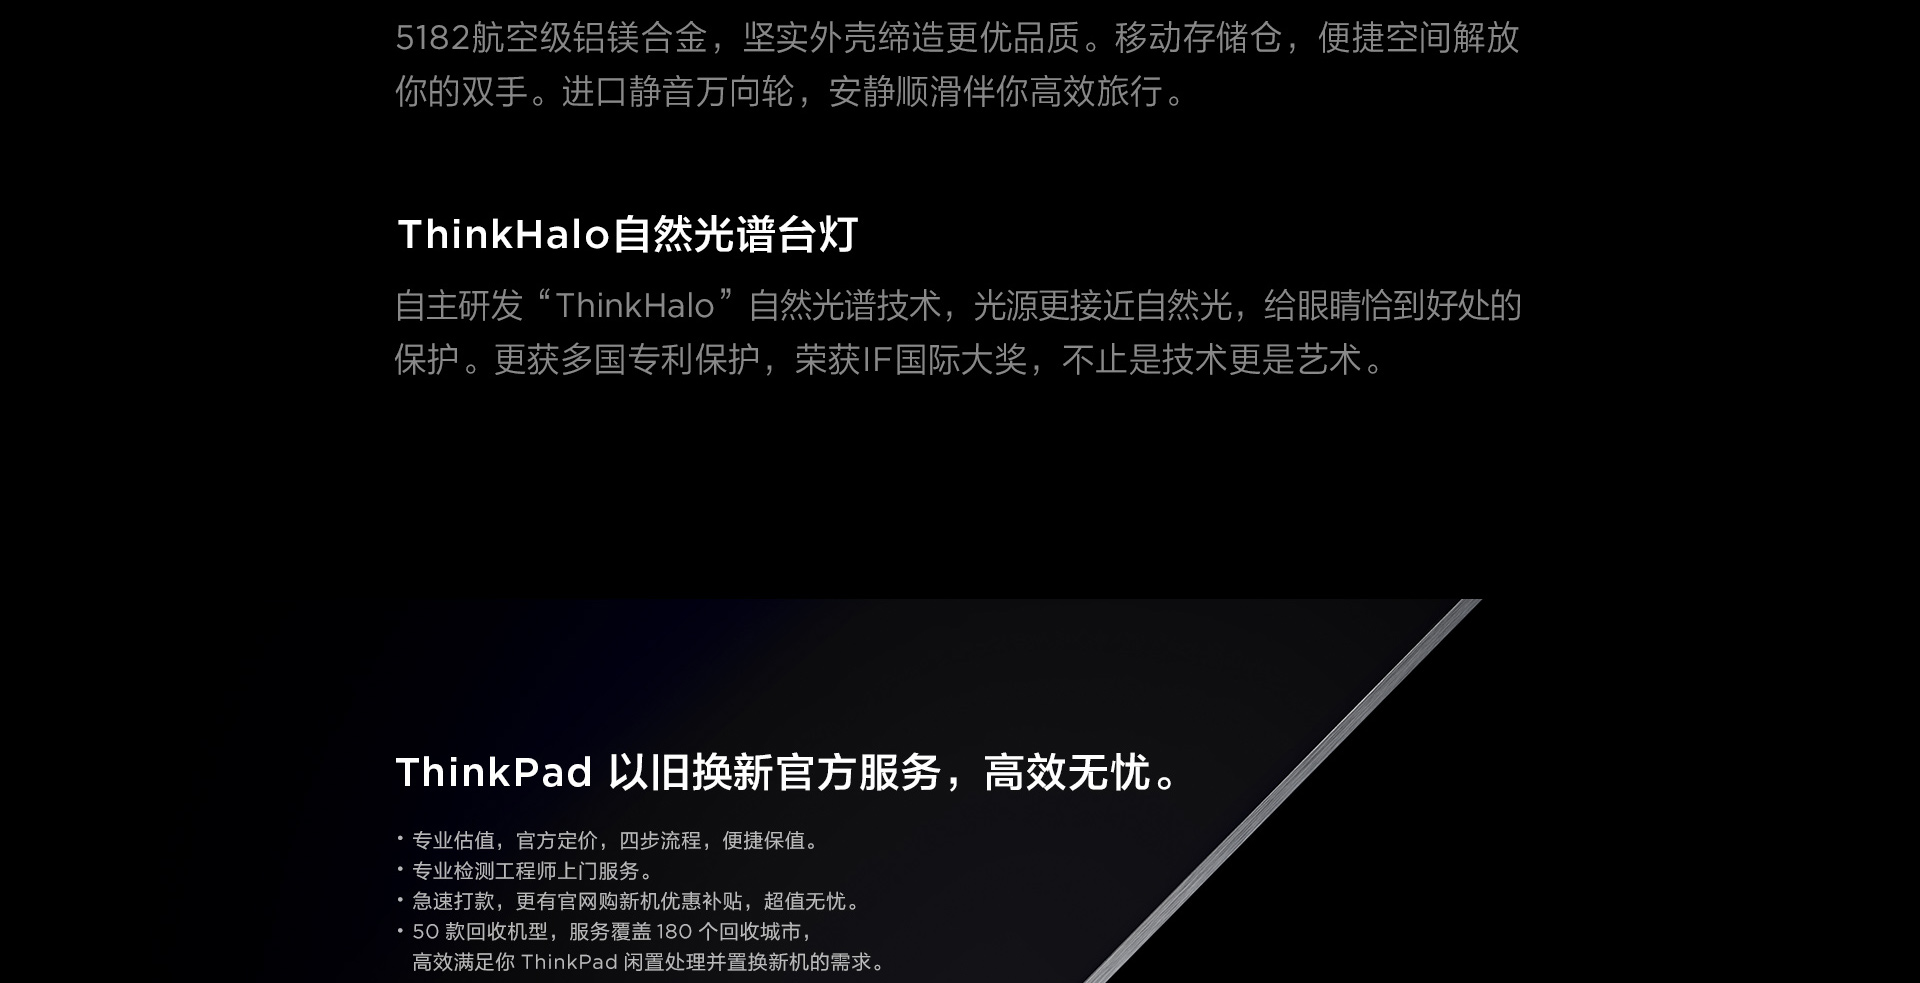 5182航空级铝镁合金，坚实外壳缔造更优品质。移动存储仓，便捷空间解放
你的双手。进口静音万向轮，安静顺滑伴你高效旅行。
ThinkHalo自然光谱台灯
自主研发“ThinkHalo”自然光谱技术，光源更接近自然光，给眼睛恰到好处的
保护。更获多国专利保护，荣获IF国际大奖，不止是技术更是艺术。
ThinkPad 以旧换新官方服务，高效无忧。
• 专业估值，官方定价，四步流程，便捷保值。
• 专业检测工程师上门服务。
• 急速打款，更有官网购新机优惠补贴，超值无忧。
• 50 款回收机型，服务覆盖 180 个回收城市，
高效满足你 ThinkPad 闲置处理并置换新机的需求。